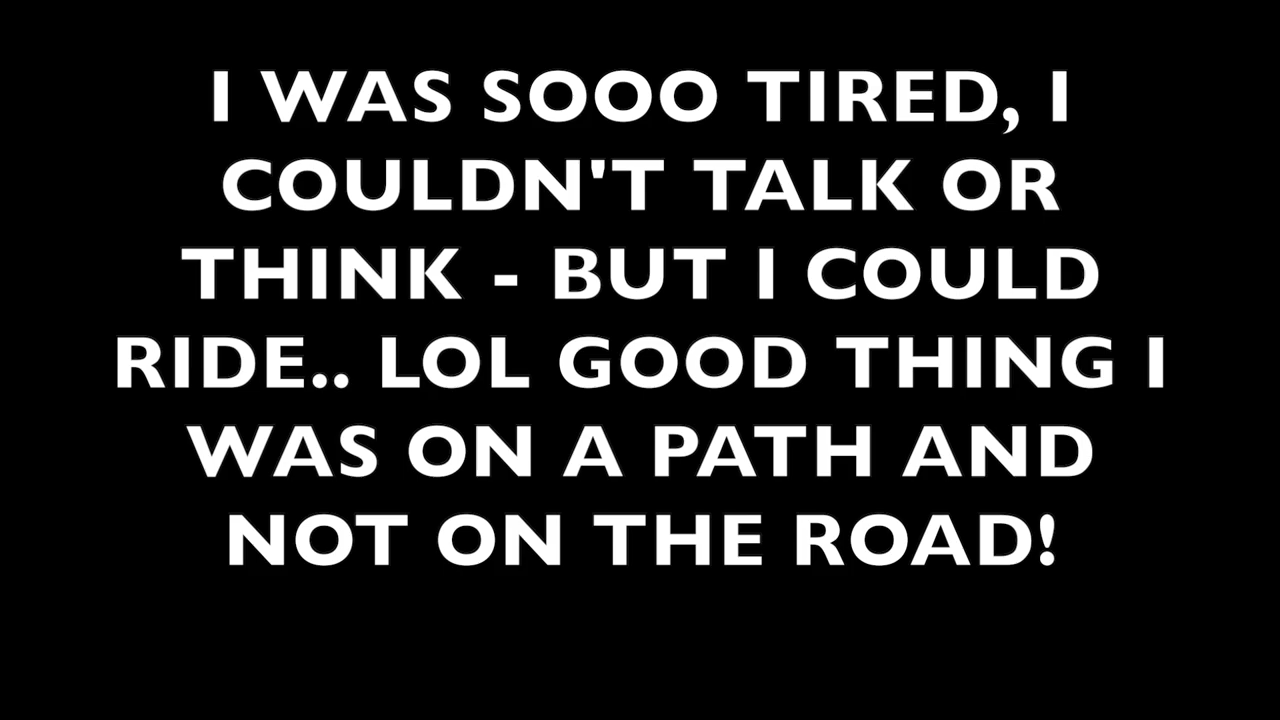 I WAS SOOO TIRED, I
COULDN'T TALK OR
THINK - BUT I COULD
RIDE.. LOL GOOD THING I
WAS ON A PATH AND
NOT ON THE ROAD!